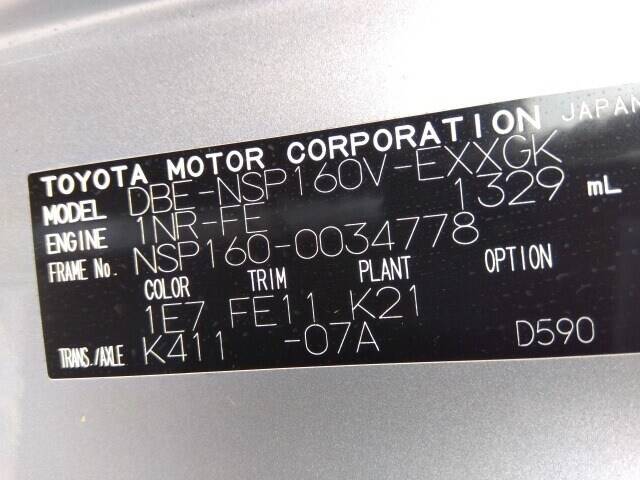 TOYOTA MOTOR CORPORATION JAPAN
MODEL DBE-NSP160V-EXXGK
ENGINE 1NR-FE 1329 mL
FRAME No. NSP160-0034778
COLOR TRIM PLANT OPTION
1E7 FE11 K21
TRANS./AXLE K411 -07A D590